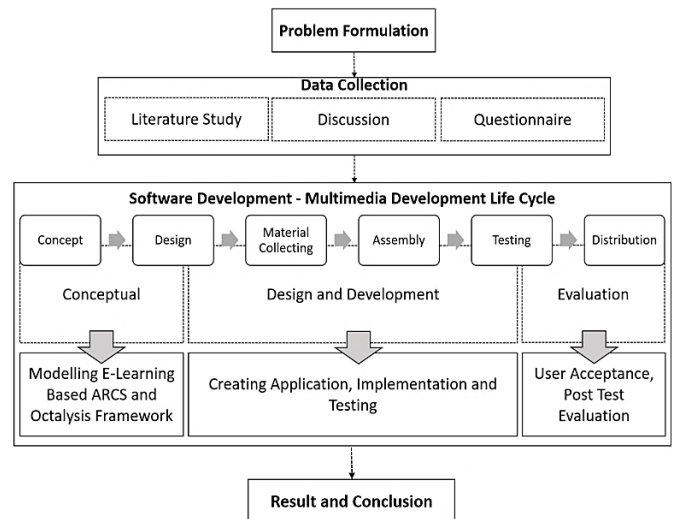 Problem Formulation
Data Collection
Literature Study
Discussion
Questionnaire
Software Development - Multimedia Development Life Cycle
Concept
Design
Material
Collecting
Assembly
Testing
Distribution
Conceptual
Design and Development
Evaluation
Modelling E-Learning
Based ARCS and
Octalysis Framework
Creating Application, Implementation and
Testing
User Acceptance,
Post Test
Evaluation
Result and Conclusion